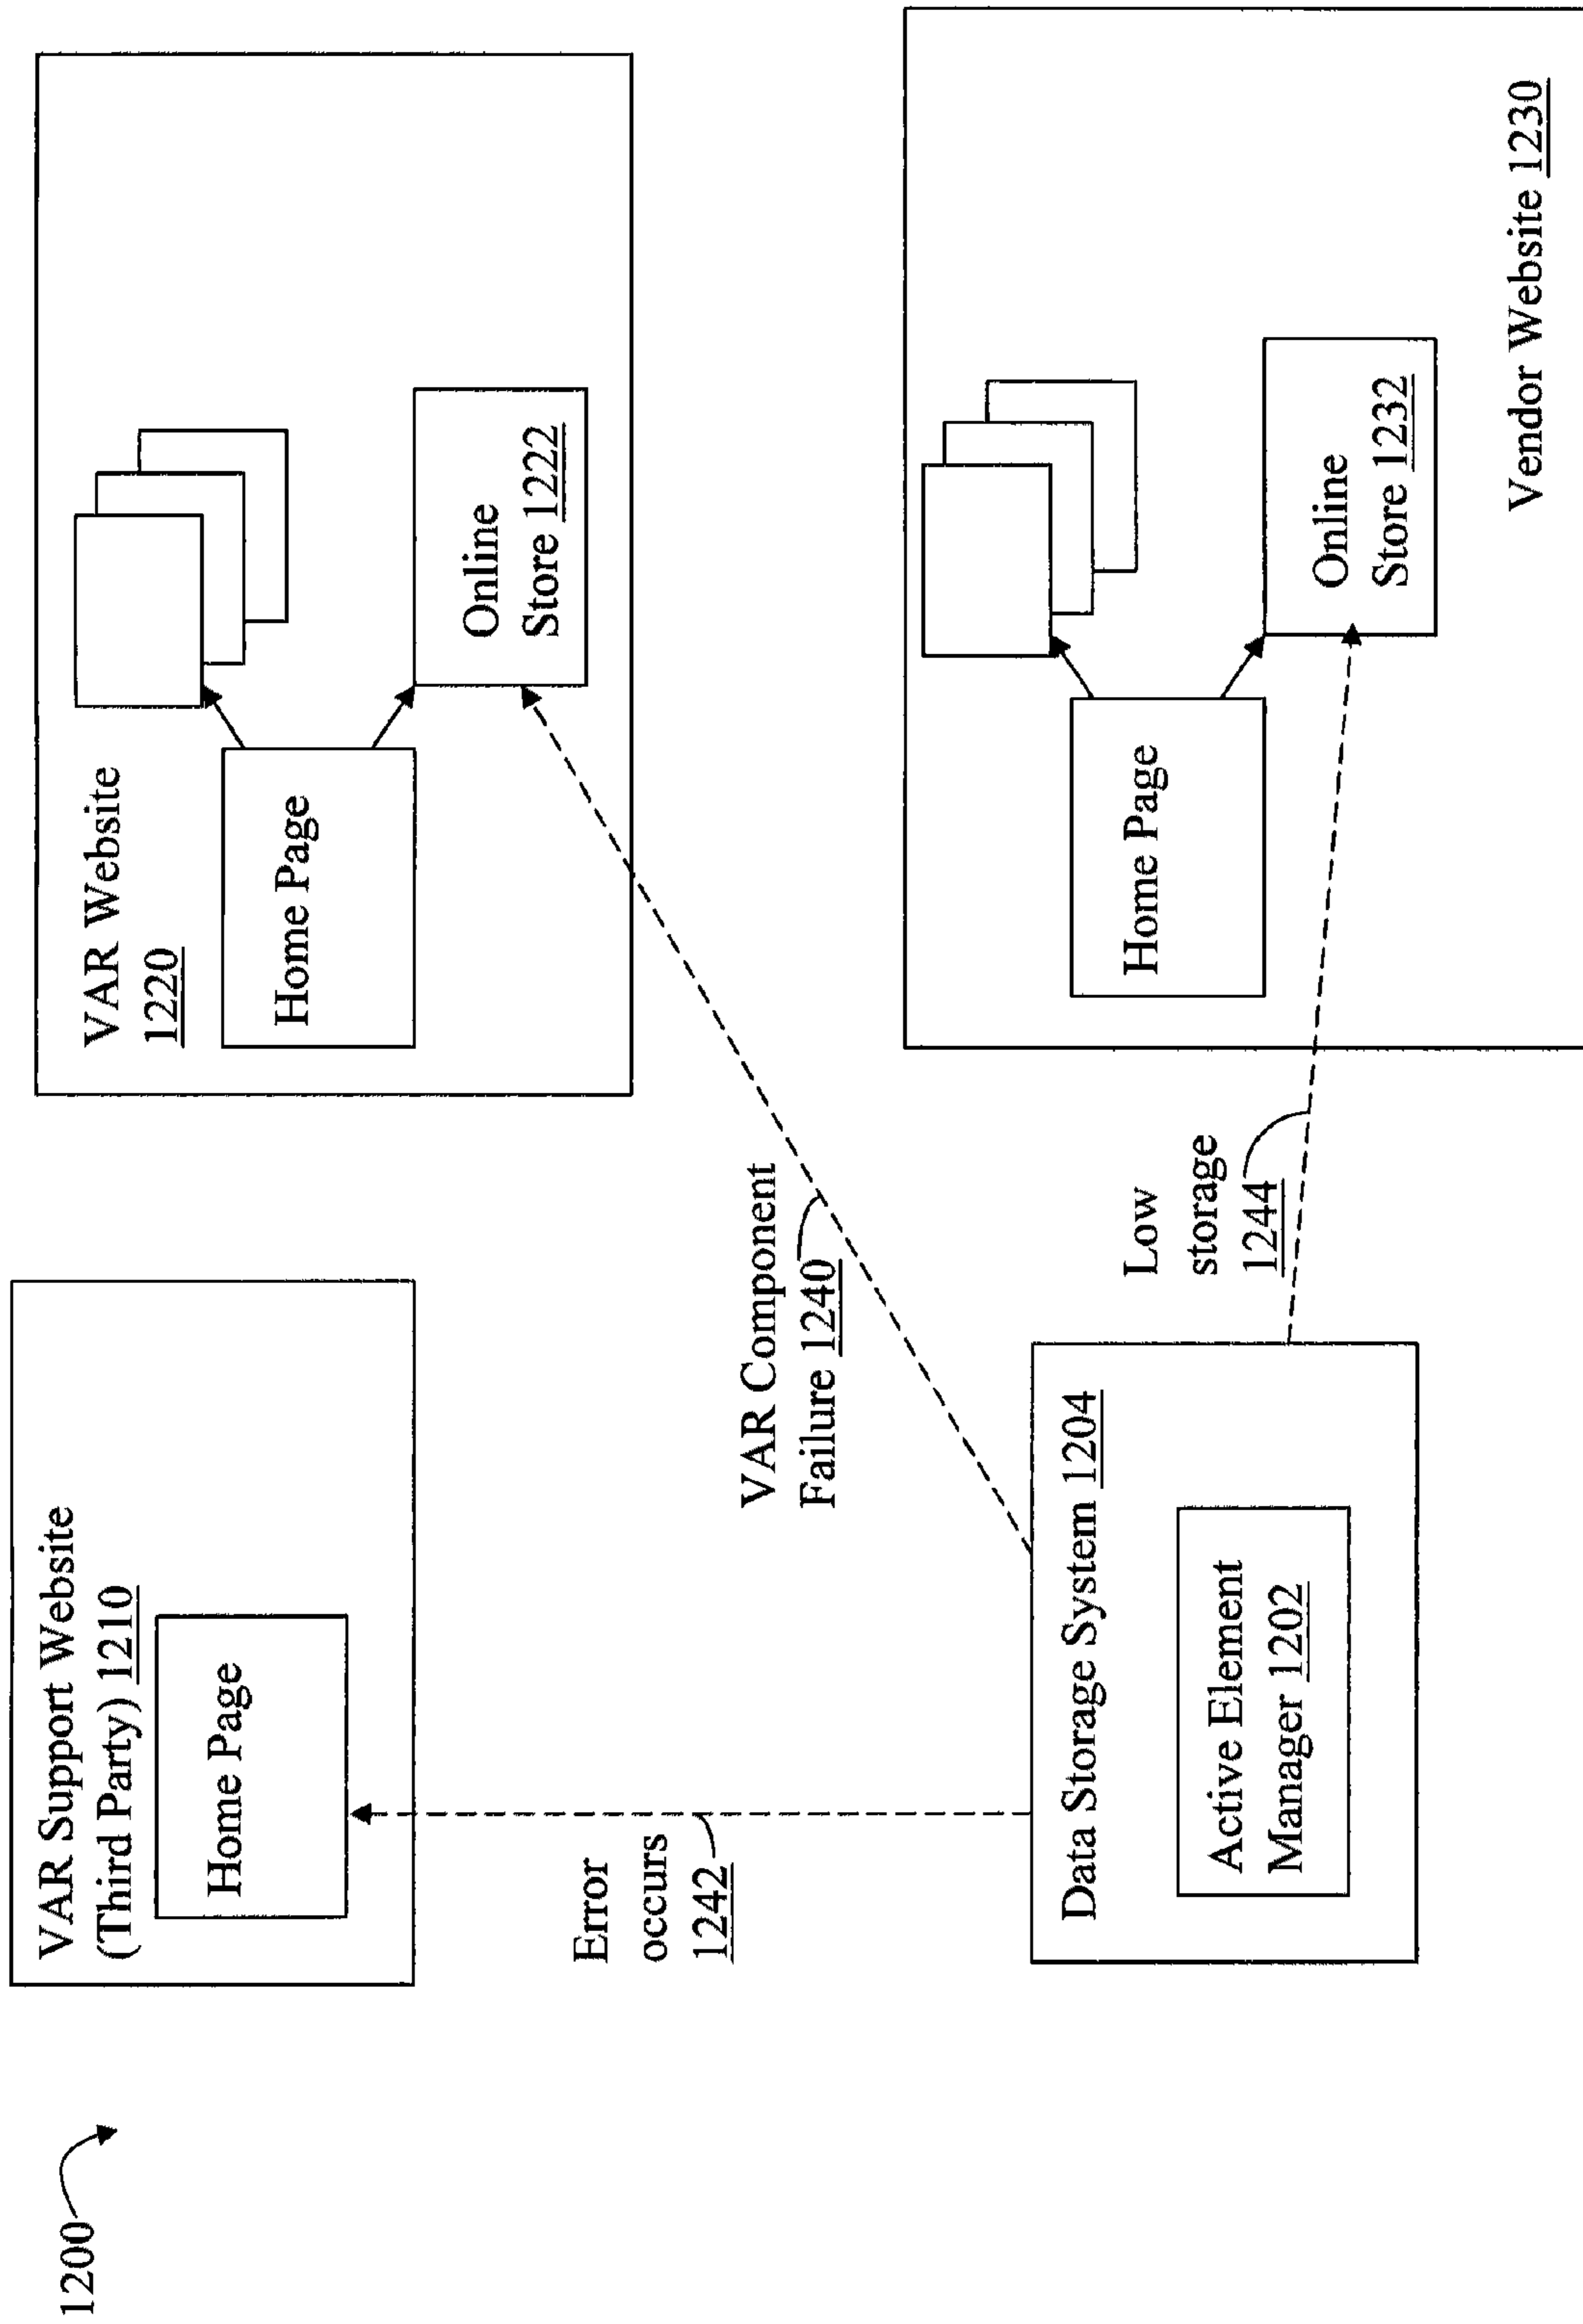 1200
VAR Support Website
(Third Party) 1210
Home Page
VAR Website
1220
Home Page
Online
Store 1222
Error
occurs
1242
VAR Component
Failure 1240
Data Storage System 1204
Active Element
Manager 1202
Low
storage
1244
Home Page
Online
Store 1232
Vendor Website 1230